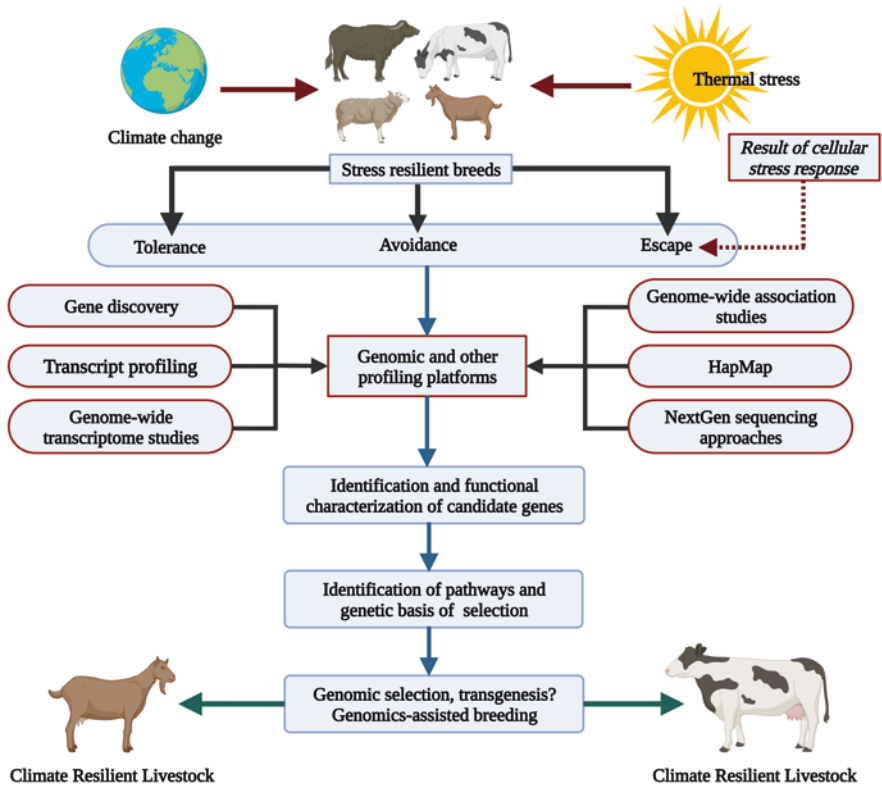 Thermal stress
Climate change
Result of cellular
stress response
Stress resilient breeds
Tolerance
Avoidance
Escape
Gene discovery
Transcript profiling
Genome-wide
transcriptome studies
Genomic and other
profiling platforms
Genome-wide association
studies
HapMap
NextGen sequencing
approaches
Identification and functional
characterization of candidate genes
Identification of pathways and
genetic basis of selection
Genomic selection, transgenesis?
Genomics-assisted breeding
Climate Resilient Livestock
Climate Resilient Livestock